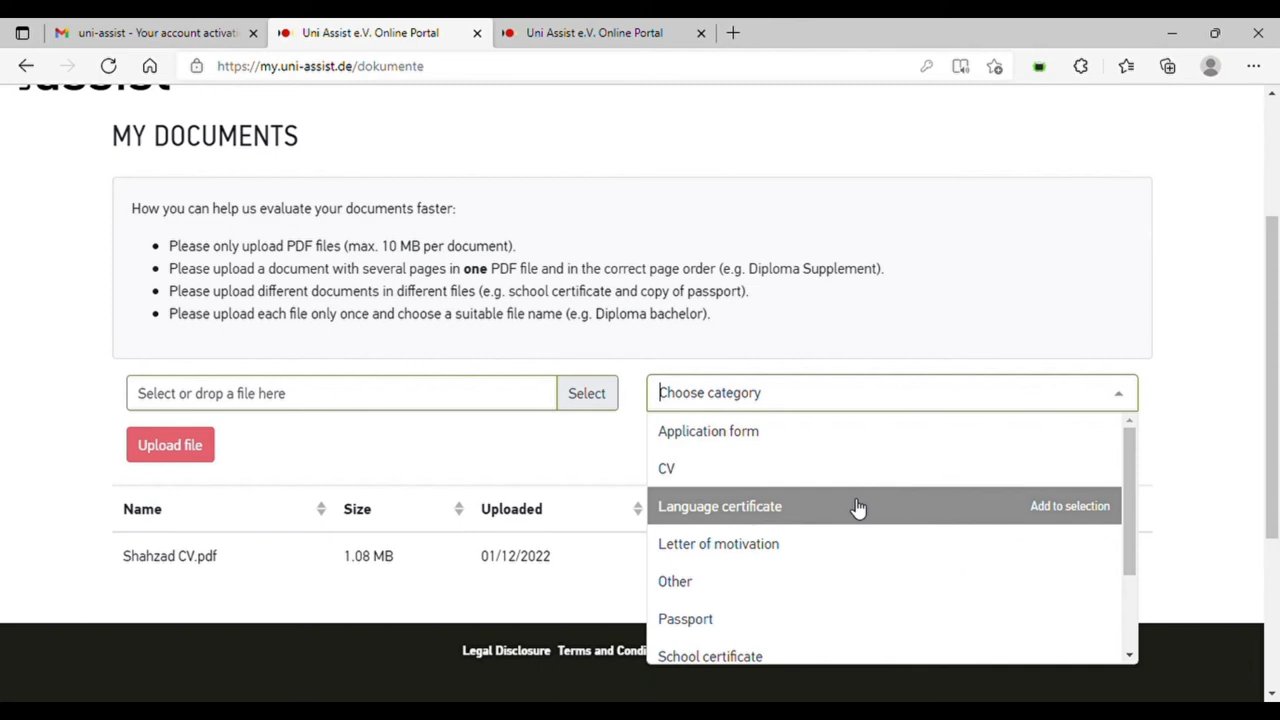 uni-assist - Your account activati
Uni Assist e.V. Online Portal
Uni Assist e.V. Online Portal
https://my.uni-assist.de/dokumente
assist
MY DOCUMENTS
How you can help us evaluate your documents faster:
Please only upload PDF files (max. 10 MB per document).
Please upload a document with several pages in one PDF file and in the correct page order (e.g. Diploma Supplement).
Please upload different documents in different files (e.g. school certificate and copy of passport).
Please upload each file only once and choose a suitable file name (e.g. Diploma bachelor).
Select or drop a file here
Select
Choose category
Upload file
Application form
CV
Language certificate
Add to selection
Letter of motivation
Other
Passport
School certificate
Name
Size
Uploaded
Shahzad CV.pdf
1.08 MB
01/12/2022
Legal Disclosure
Terms and Condi